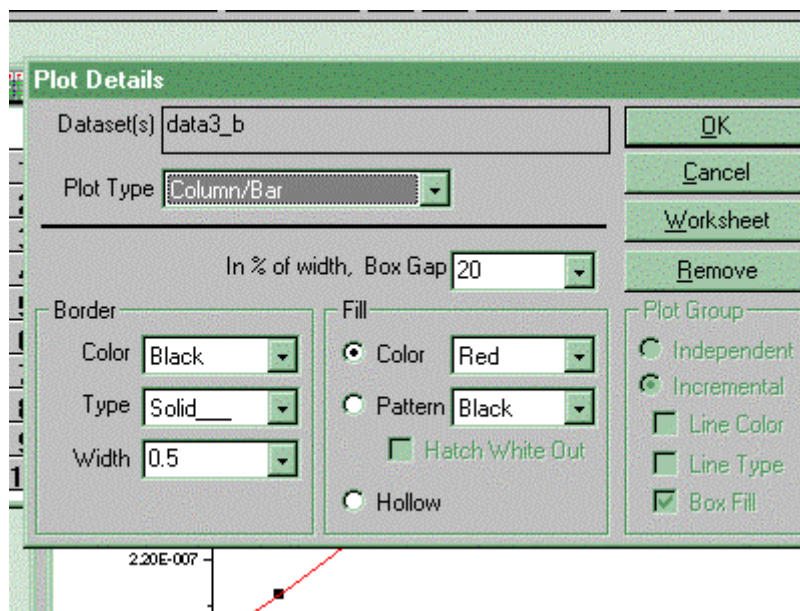 Plot Details
Dataset(s) data3_b
OK
Plot Type Column/Bar
Cancel
Worksheet
In % of width, Box Gap 20
Remove
Border
Color Black
Type Solid___
Width 0.5
Fill
Color Red
Pattern Black
Hatch White Out
Hollow
Plot Group
Independent
Incremental
Line Color
Line Type
Box Fill
2.20E-007